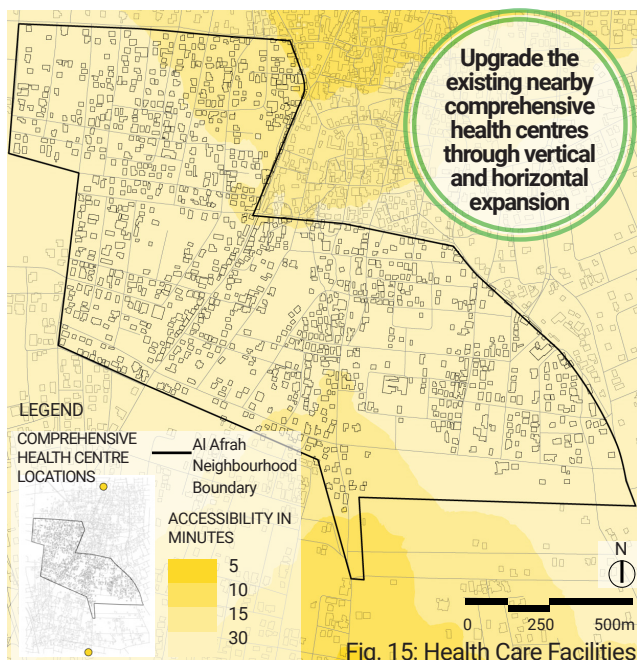 Upgrade the
existing nearby
comprehensive
health centres
through vertical
and horizontal
expansion
LEGEND
COMPREHENSIVE
HEALTH CENTRE
LOCATIONS
Al Afrah
Neighbourhood
Boundary
ACCESSIBILITY IN
MINUTES
5
10
15
30
N
0 250 500m
Fig. 15: Health Care Facilities